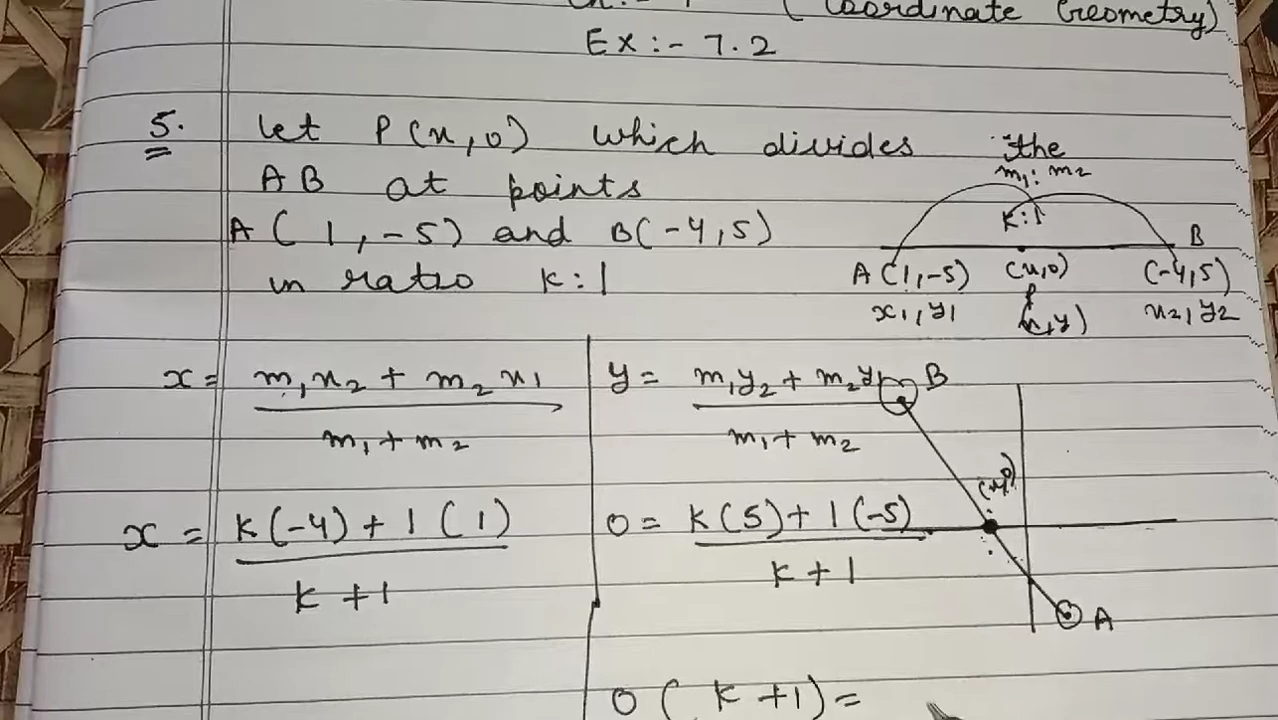 (Coordinate Geometry)
Ex:- 7.2
5. let P(x,0) which divides the
AB at points
A(1,-5) and B(-4,5)
in ratio k:1
m1:m2
k:1
B
A(1,-5) (x,0) (-4,5)
P
x1,y1 (x,y) x2,y2
x = m1x2 + m2x1
m1 + m2
y = m1y2 + m2y1
m1 + m2
B
x = k(-4) + 1(1)
k+1
0 = k(5) + 1(-5)
k+1
A
0(k+1) =